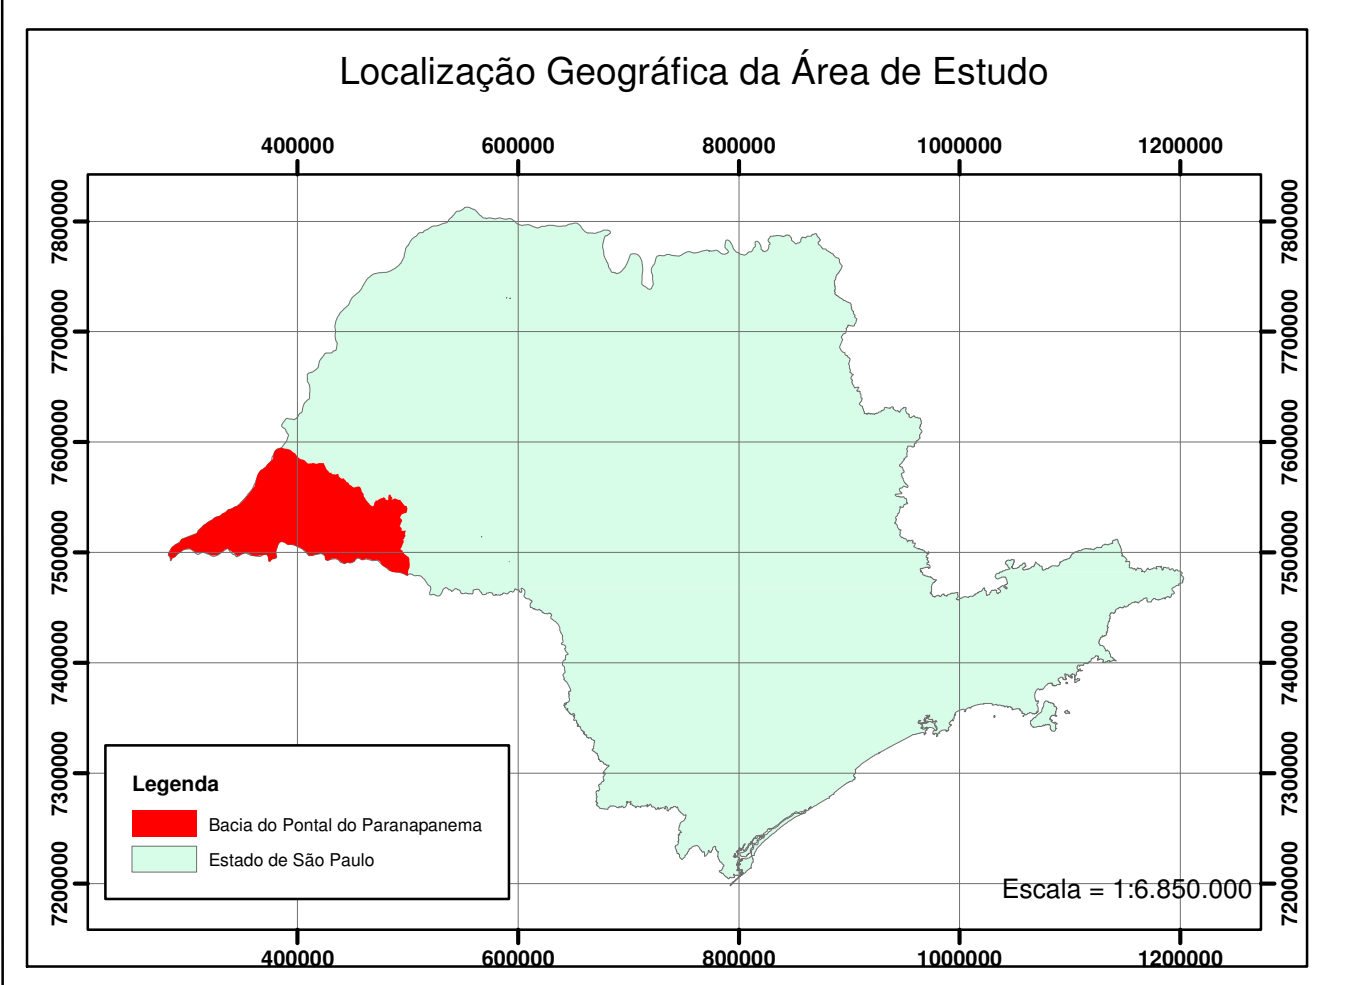 Localização Geográfica da Área de Estudo
400000 600000 800000 1000000 1200000
7800000 7800000
7700000 7700000
7600000 7600000
7500000 7500000
7400000 7400000
7300000 7300000
7200000 7200000
Legenda
Bacia do Pontal do Paranapanema
Estado de São Paulo
Escala = 1:6.850.000
400000 600000 800000 1000000 1200000